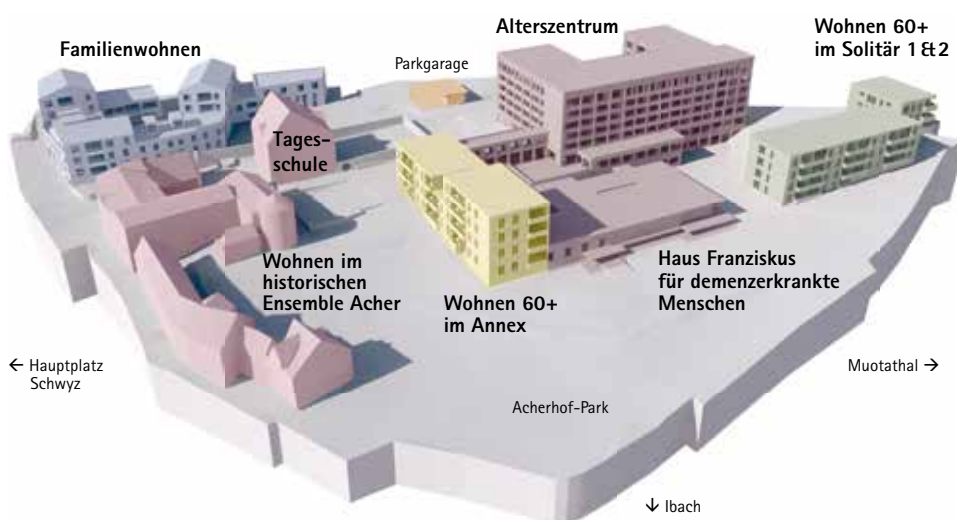 Familienwohnen
Parkgarage
Alterszentrum
Wohnen 60+
im Solitär 1 & 2
Tages-
schule
Wohnen im
historischen
Ensemble Acher
Wohnen 60+
im Annex
Haus Franziskus
für demenzerkrankte
Menschen
← Hauptplatz
Schwyz
Muotathal →
Acherhof-Park
↓ Ibach